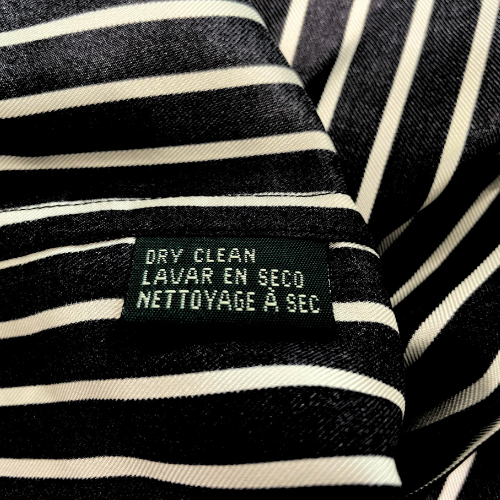 DRY CLEAN
LAVAR EN SECO
NETTOYAGE À SEC